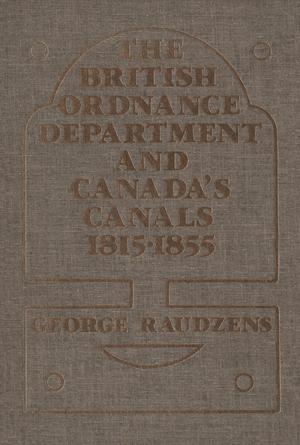 THE
BRITISH
ORDNANCE
DEPARTMENT
AND
CANADA'S
CANALS
1815·1855
GEORGE RAUDZENS